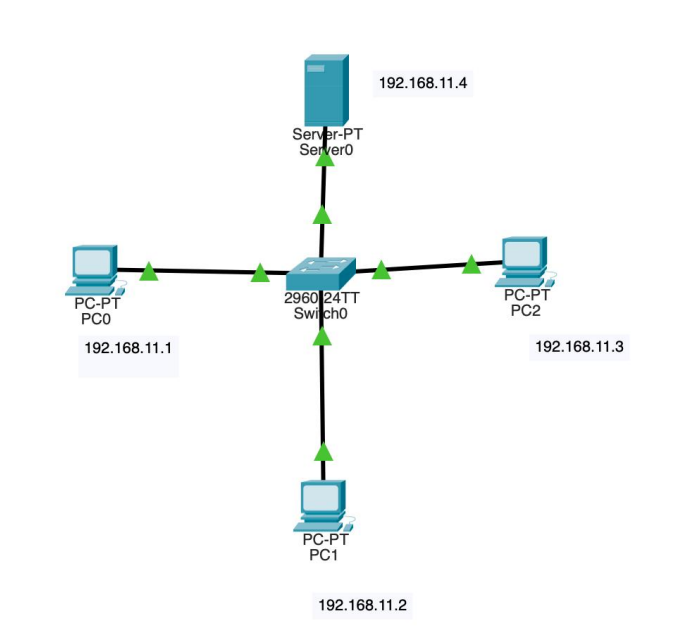 192.168.11.4
Server-PT
Server0
PC-PT
PC0
192.168.11.1
2960-24TT
Switch0
PC-PT
PC2
192.168.11.3
PC-PT
PC1
192.168.11.2